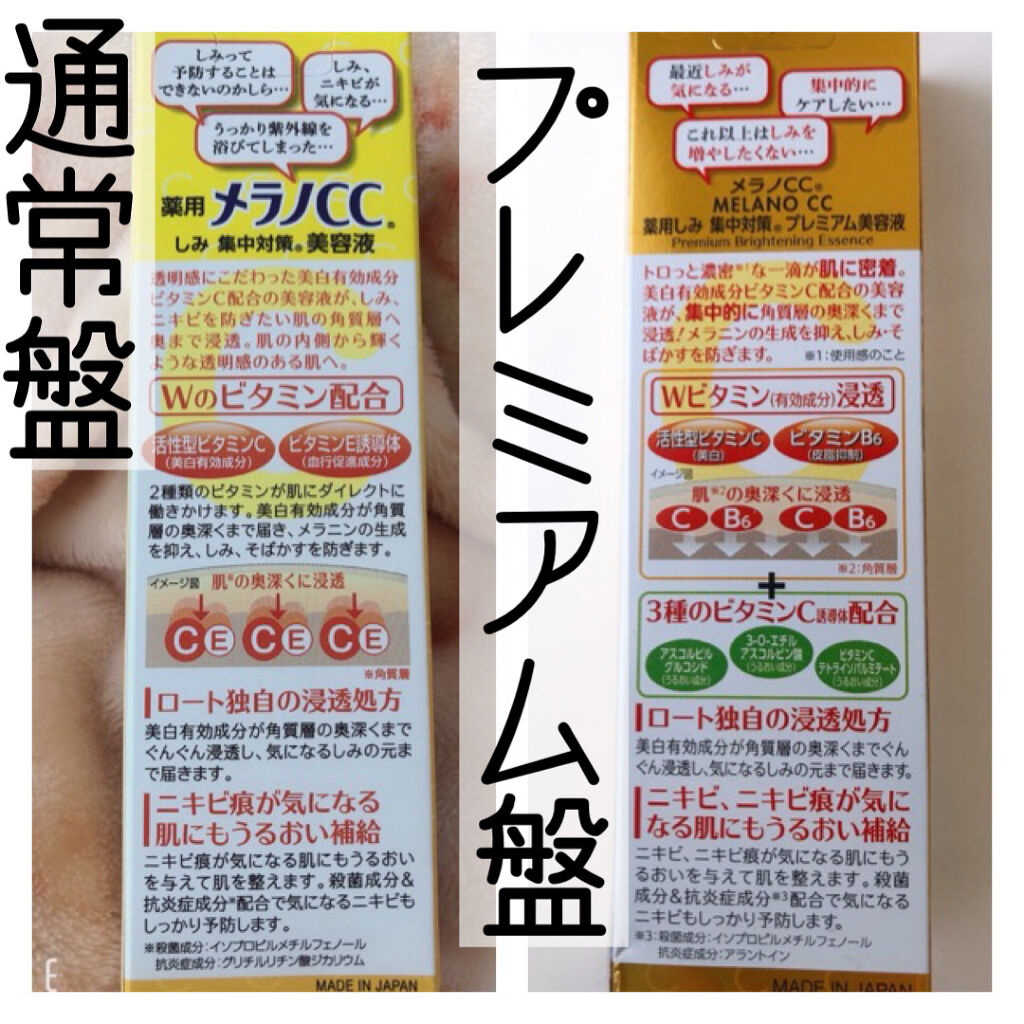 通常盤
しみって
予防することは
できないのかしら…
しみ、
ニキビが
気になる…
うっかり紫外線を
浴びてしまった…
薬用 メラノCC®
しみ 集中対策® 美容液
透明感にこだわった美白有効成分
ビタミンC配合の美容液が、しみ、
ニキビを防ぎたい肌の角質層へ
奥まで浸透。肌の内側から輝く
ような透明感のある肌へ。
Wのビタミン配合
活性型ビタミンC
(美白有効成分)
ビタミンE誘導体
(血行促進成分)
2種類のビタミンが肌にダイレクトに
働きかけます。美白有効成分が角質
層の奥深くまで届き、メラニンの生成
を抑え、しみ、そばかすを防ぎます。
イメージ図 肌※の奥深くに浸透
C E C E C E
※角質層
ロート独自の浸透処方
美白有効成分が角質層の奥深くまで
ぐんぐん浸透し、気になるしみの元ま
で届きます。
ニキビ痕が気になる
肌にもうるおい補給
ニキビ痕が気になる肌にもうるおい
を与えて肌を整えます。殺菌成分&
抗炎症成分※配合で気になるニキビも
しっかり予防します。
※殺菌成分:イソプロピルメチルフェノール
抗炎症成分:グリチルリチン酸ジカリウム
MADE IN JAPAN
E
プレミアム盤
最近しみが
気になる…
集中的に
ケアしたい…
これ以上はしみを
増やしたくない…
メラノCC®
MELANO CC
薬用しみ 集中対策® プレミアム美容液
Premium Brightening Essence
トロっと濃密※1な一滴が肌に密着。
美白有効成分ビタミンC配合の美容
液が、集中的に角質層の奥深くまで
浸透!メラニンの生成を抑え、しみ・そ
ばかすを防ぎます。 ※1:使用感のこと
Wビタミン(有効成分)浸透
活性型ビタミンC
(美白)
ビタミンB6
(皮脂抑制)
イメージ図
肌※2の奥深くに浸透
C B6 C B6
※2:角質層
+
3種のビタミンC誘導体配合
アスコルビル
グルコシド
(うるおい成分)
3-O-エチル
アスコルビン酸
(うるおい成分)
ビタミンC
テトライソパルミテート
(うるおい成分)
ロート独自の浸透処方
美白有効成分が角質層の奥深くまでぐん
ぐん浸透し、気になるしみの元まで届きます。
ニキビ、ニキビ痕が気に
なる肌にもうるおい補給
ニキビ、ニキビ痕が気になる肌にもう
るおいを与えて肌を整えます。殺菌
成分&抗炎症成分※3配合で気になる
ニキビもしっかり予防します。
※3:殺菌成分:イソプロピルメチルフェノール
抗炎症成分:アラントイン
MADE IN JAPAN